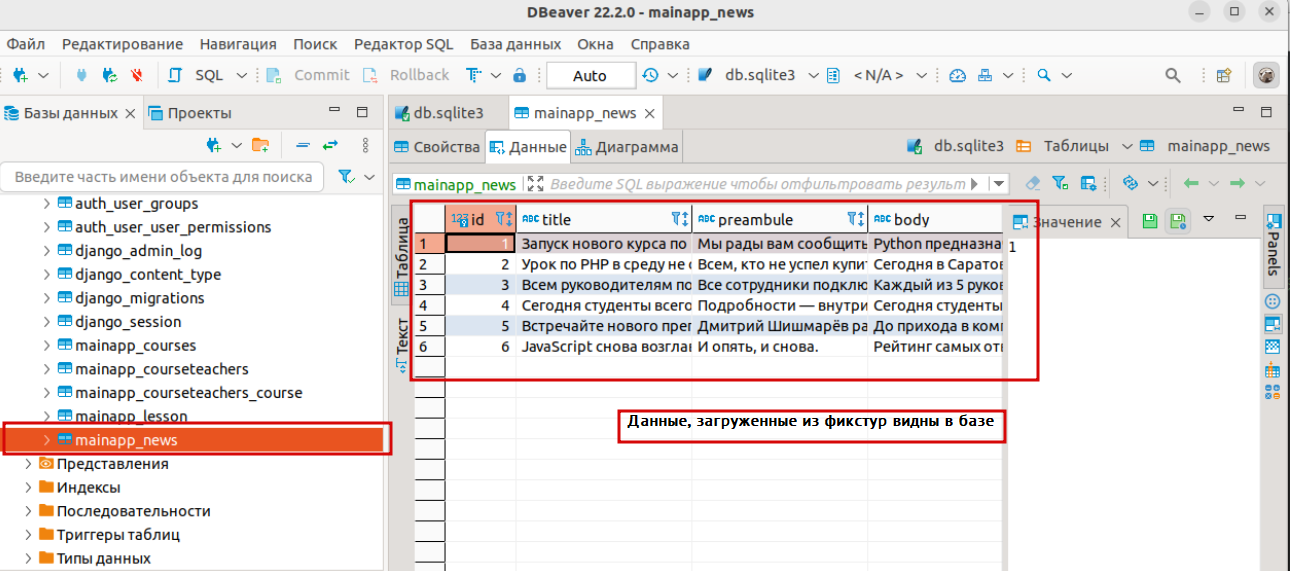 DBeaver 22.2.0 - mainapp_news
Файл Редактирование Навигация Поиск Редактор SQL База данных Окна Справка
SQL Commit Rollback Auto db.sqlite3 < N/A >
Базы данных Проекты
db.sqlite3 mainapp_news
Свойства Данные Диаграмма db.sqlite3 Таблицы mainapp_news
Введите часть имени объекта для поиска
mainapp_news Введите SQL выражение чтобы отфильтровать результ
auth_user_groups
auth_user_user_permissions
django_admin_log
django_content_type
django_migrations
django_session
mainapp_courses
mainapp_courseteachers
mainapp_courseteachers_course
mainapp_lesson
mainapp_news
Представления
Индексы
Последовательности
Триггеры таблиц
Типы данных
Таблица
Текст
123 id ABC title ABC preambule ABC body
1 1 Запуск нового курса по Мы рады вам сообщить Python предназна
2 2 Урок по PHP в среду не Всем, кто не успел купи Сегодня в Саратов
3 3 Всем руководителям по Все сотрудники подклю Каждый из 5 руков
4 4 Сегодня студенты всего Подробности — внутри Сегодня студенты
5 5 Встречайте нового преп Дмитрий Шишмарёв ра До прихода в ком
6 6 JavaScript снова возглав И опять, и снова. Рейтинг самых отв
Данные, загруженные из фикстур видны в базе
Значение
1
Panels